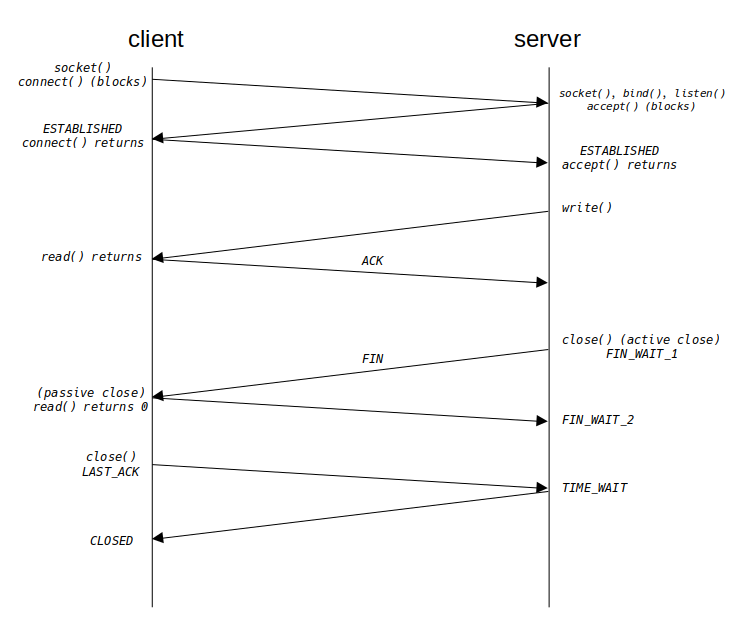 client
server
socket()
connect() (blocks)
socket(), bind(), listen()
accept() (blocks)
ESTABLISHED
connect() returns
ESTABLISHED
accept() returns
write()
read() returns
ACK
close() (active close)
FIN_WAIT_1
FIN
(passive close)
read() returns 0
FIN_WAIT_2
close()
LAST_ACK
TIME_WAIT
CLOSED